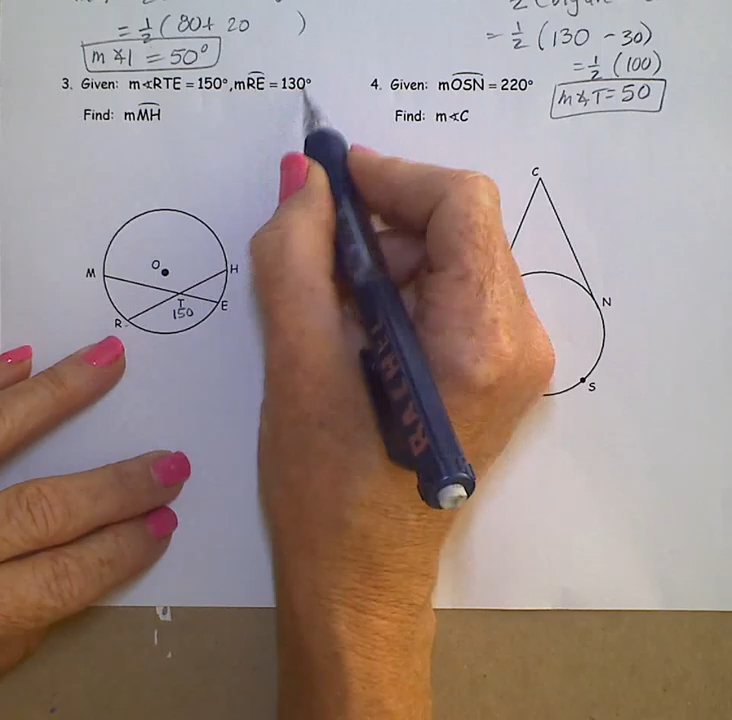 = 1/2 ( 80 + 20 )
m∢1 = 50°
= 1/2 (130 - 30)
= 1/2 (100)
m∢T = 50
3. Given: m∢RTE = 150°, mRE = 130°
Find: mMH
4. Given: mOSN = 220°
Find: m∢C
C
O
M
H
T
E
150
R
N
S